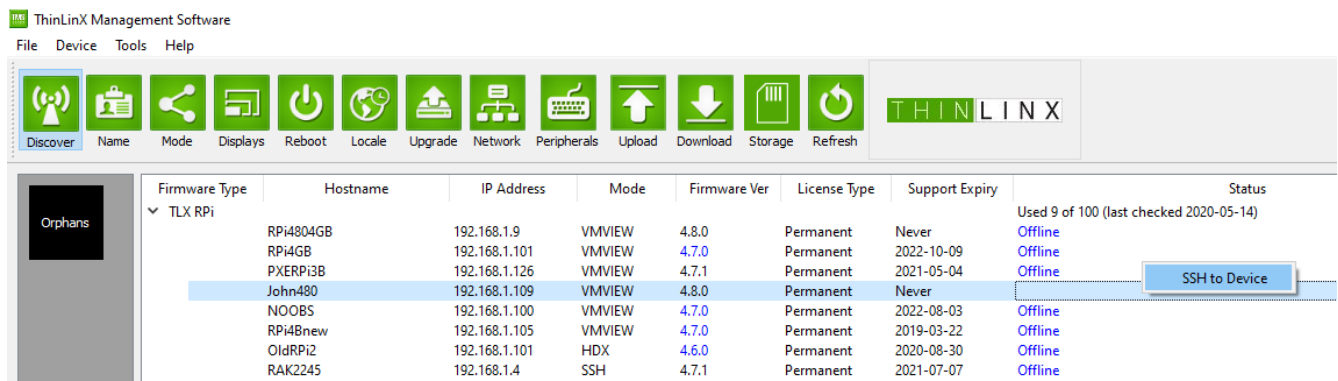 TMS ThinLinX Management Software
File Device Tools Help
Discover Name Mode Displays Reboot Locale Upgrade Network Peripherals Upload Download Storage Refresh THINLINX
Orphans
Firmware Type Hostname IP Address Mode Firmware Ver License Type Support Expiry Status
TLX RPi Used 9 of 100 (last checked 2020-05-14)
RPi4804GB 192.168.1.9 VMVIEW 4.8.0 Permanent Never Offline
RPi4GB 192.168.1.101 VMVIEW 4.7.0 Permanent 2022-10-09 Offline
PXERPi3B 192.168.1.126 VMVIEW 4.7.1 Permanent 2021-05-04 Offline
SSH to Device
John480 192.168.1.109 VMVIEW 4.8.0 Permanent Never
NOOBS 192.168.1.100 VMVIEW 4.7.0 Permanent 2022-08-03 Offline
RPi4Bnew 192.168.1.105 VMVIEW 4.7.0 Permanent 2019-03-22 Offline
OldRPi2 192.168.1.101 HDX 4.6.0 Permanent 2020-08-30 Offline
RAK2245 192.168.1.4 SSH 4.7.1 Permanent 2021-07-07 Offline